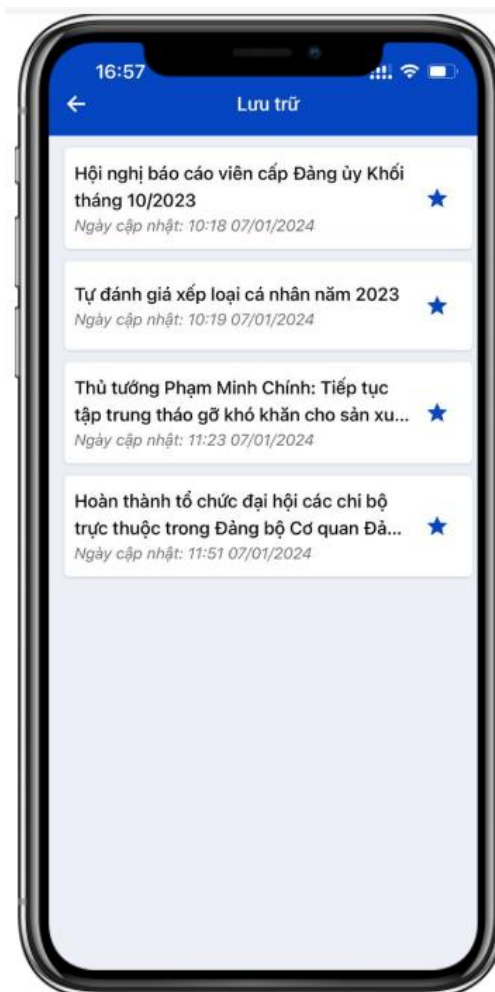 16:57
Lưu trữ
Hội nghị báo cáo viên cấp Đảng ủy Khối
tháng 10/2023
Ngày cập nhật: 10:18 07/01/2024
Tự đánh giá xếp loại cá nhân năm 2023
Ngày cập nhật: 10:19 07/01/2024
Thủ tướng Phạm Minh Chính: Tiếp tục
tập trung tháo gỡ khó khăn cho sản xu...
Ngày cập nhật: 11:23 07/01/2024
Hoàn thành tổ chức đại hội các chi bộ
trực thuộc trong Đảng bộ Cơ quan Đả...
Ngày cập nhật: 11:51 07/01/2024